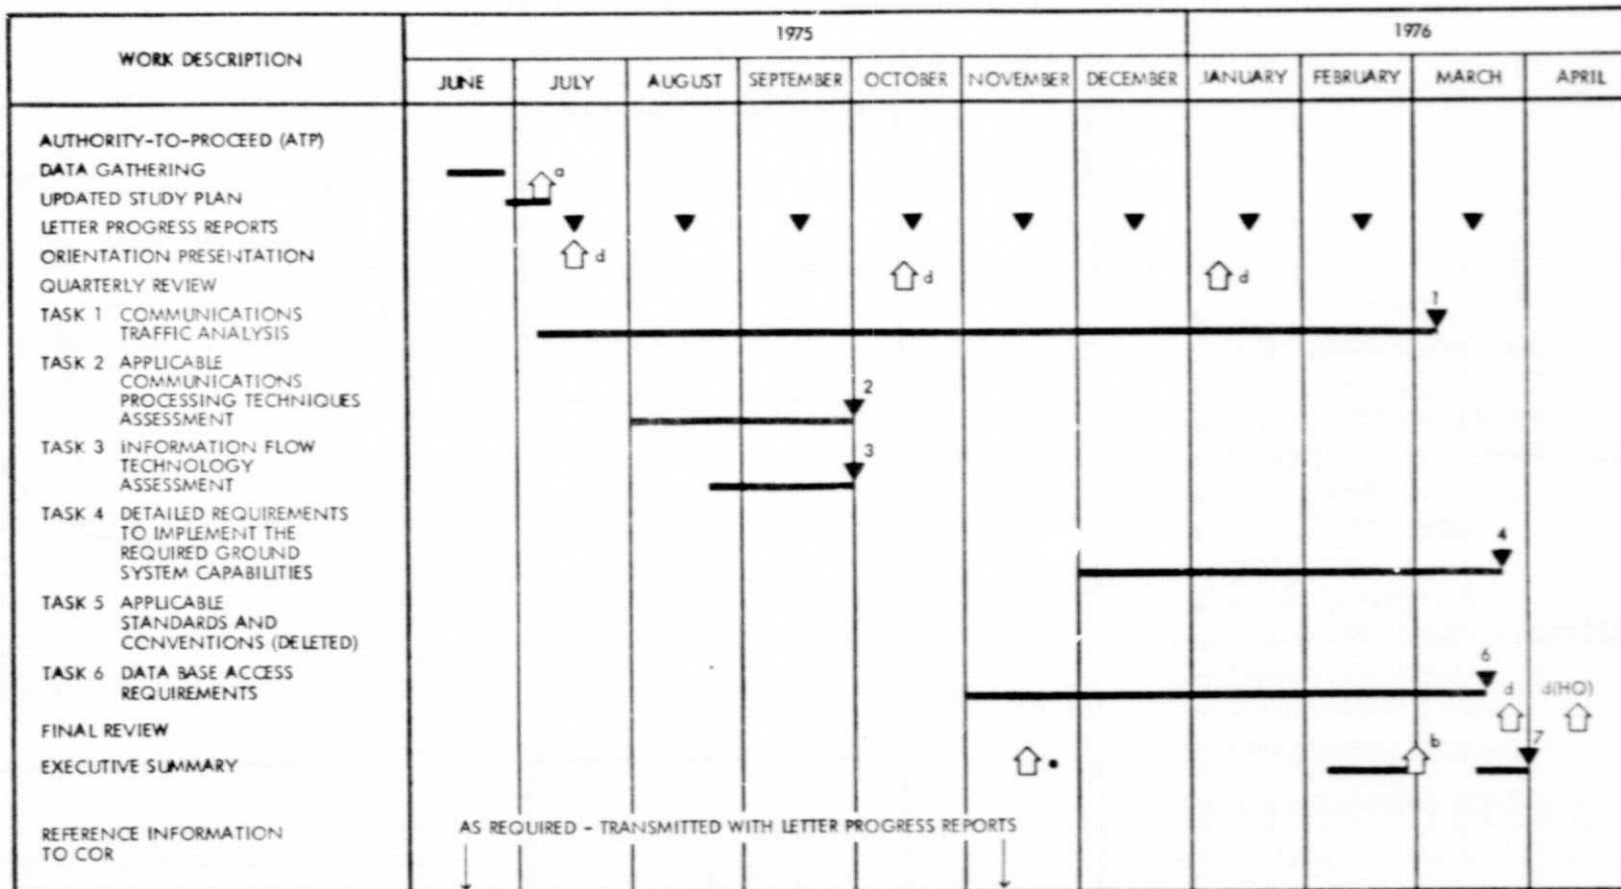 WORK DESCRIPTION
1975
1976
JUNE
JULY
AUGUST
SEPTEMBER
OCTOBER
NOVEMBER
DECEMBER
JANUARY
FEBRUARY
MARCH
APRIL
AUTHORITY-TO-PROCEED (ATP)
DATA GATHERING
a
UPDATED STUDY PLAN
LETTER PROGRESS REPORTS
ORIENTATION PRESENTATION
d
d
d
QUARTERLY REVIEW
TASK 1 COMMUNICATIONS
TRAFFIC ANALYSIS
1
TASK 2 APPLICABLE
COMMUNICATIONS
PROCESSING TECHNIQUES
ASSESSMENT
2
TASK 3 INFORMATION FLOW
TECHNOLOGY
ASSESSMENT
3
TASK 4 DETAILED REQUIREMENTS
TO IMPLEMENT THE
REQUIRED GROUND
SYSTEM CAPABILITIES
4
TASK 5 APPLICABLE
STANDARDS AND
CONVENTIONS (DELETED)
TASK 6 DATA BASE ACCESS
REQUIREMENTS
6
d
d(HQ)
FINAL REVIEW
b
7
EXECUTIVE SUMMARY
REFERENCE INFORMATION
TO COR
AS REQUIRED - TRANSMITTED WITH LETTER PROGRESS REPORTS